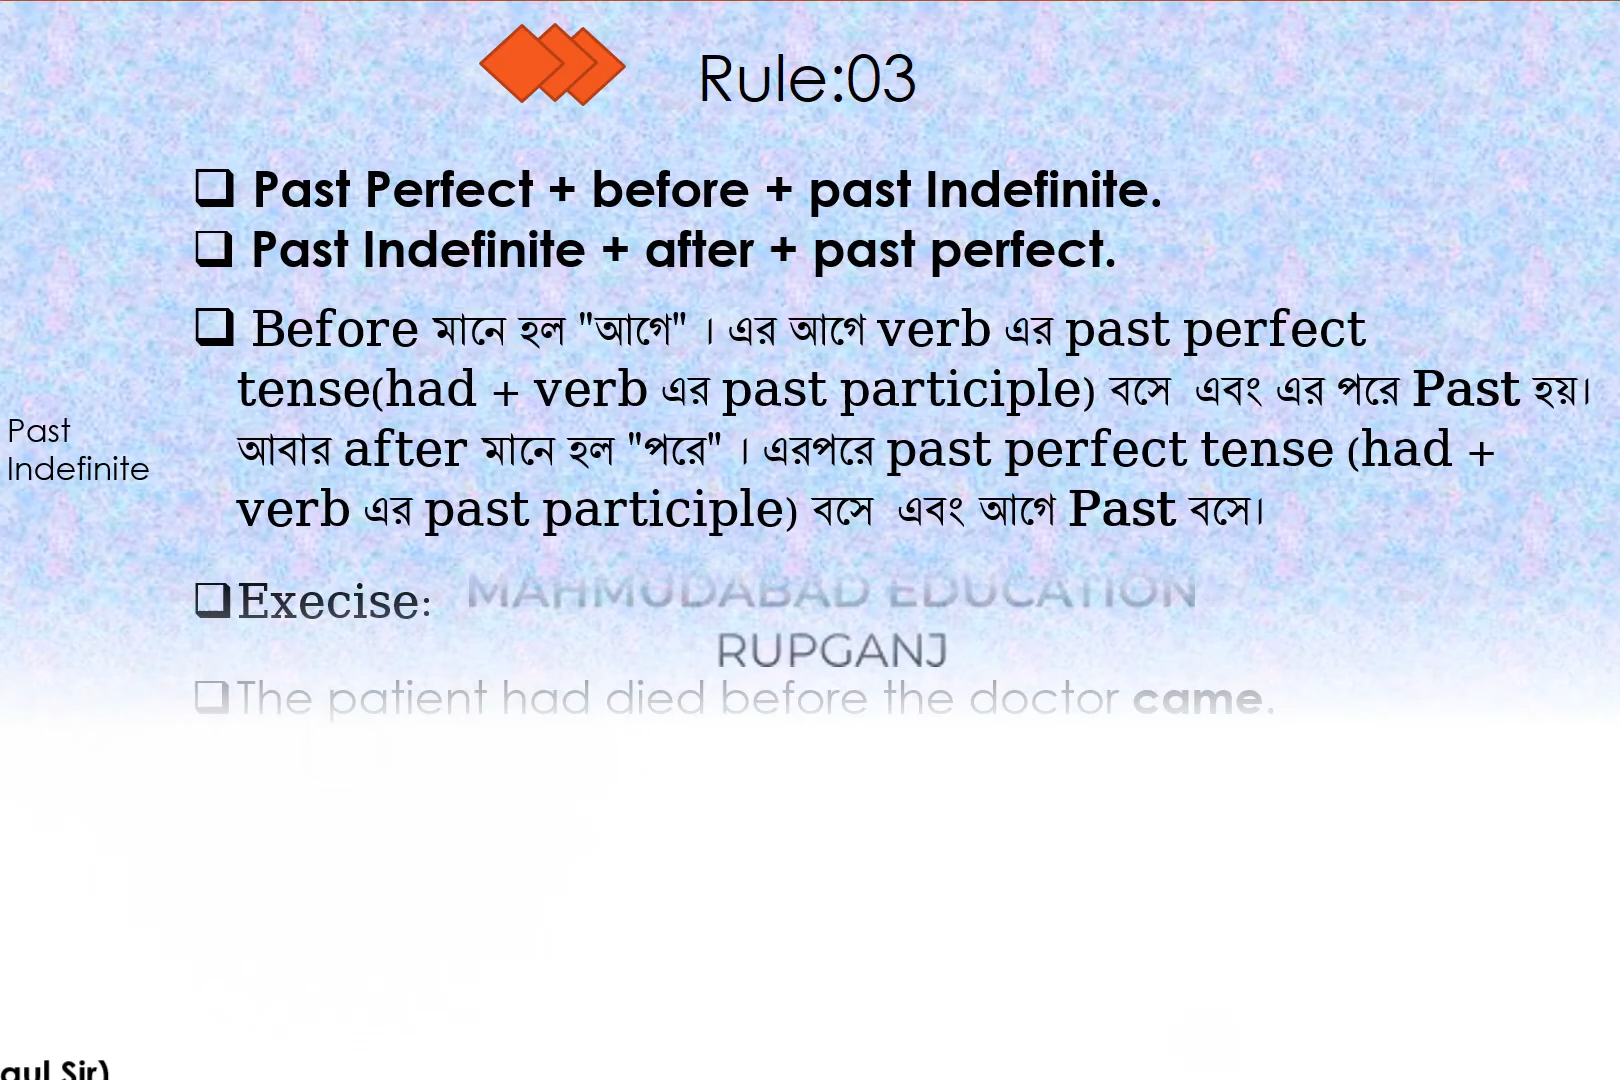 Rule:03
Past Perfect + before + past Indefinite.
Past Indefinite + after + past perfect.
Before মানে হল "আগে" । এর আগে verb এর past perfect
tense(had + verb এর past participle) বসে এবং এর পরে Past হয়।
আবার after মানে হল "পরে" । এরপরে past perfect tense (had +
verb এর past participle) বসে এবং আগে Past বসে।
Past
Indefinite
Execise:
MAHMUDABAD EDUCATION
RUPGANJ
The patient had died before the doctor came.
Sir)